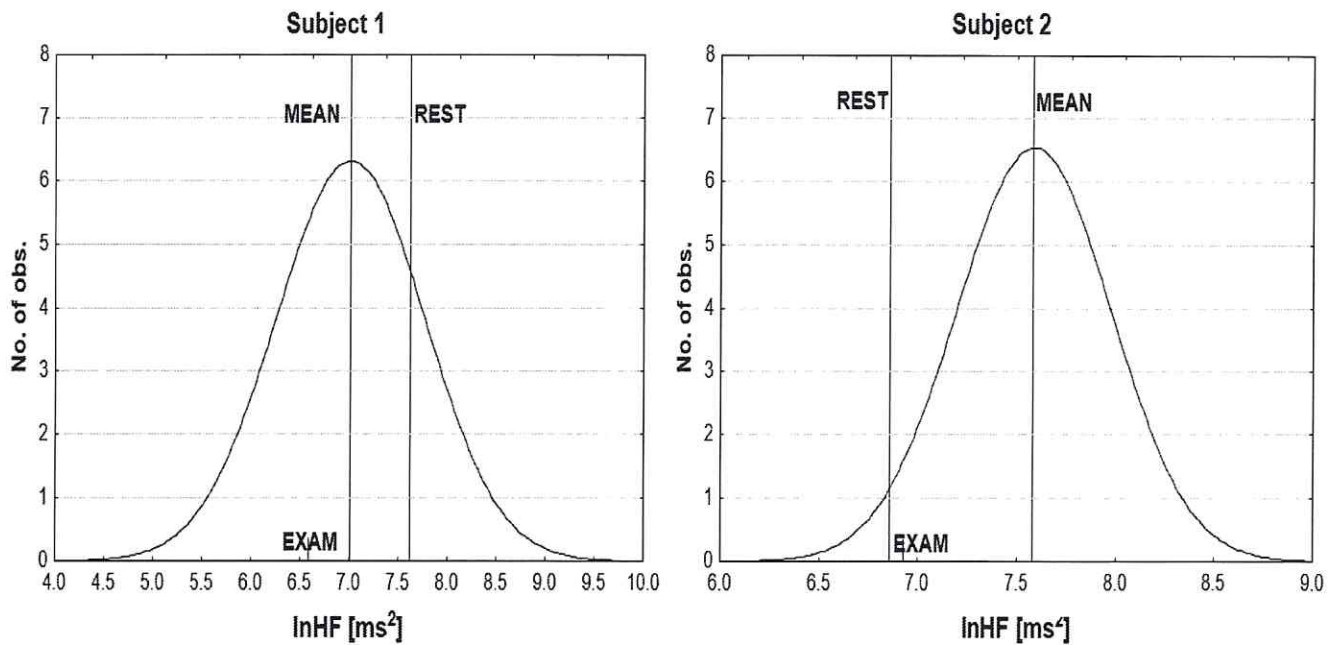 Subject 1
8
7
6
5
4
3
2
1
0
No. of obs.
MEAN
REST
EXAM
4.0 4.5 5.0 5.5 6.0 6.5 7.0 7.5 8.0 8.5 9.0 9.5 10.0
lnHF [ms²]
Subject 2
8
7
6
5
4
3
2
1
0
No. of obs.
REST
MEAN
EXAM
6.0 6.5 7.0 7.5 8.0 8.5 9.0
lnHF [ms²]